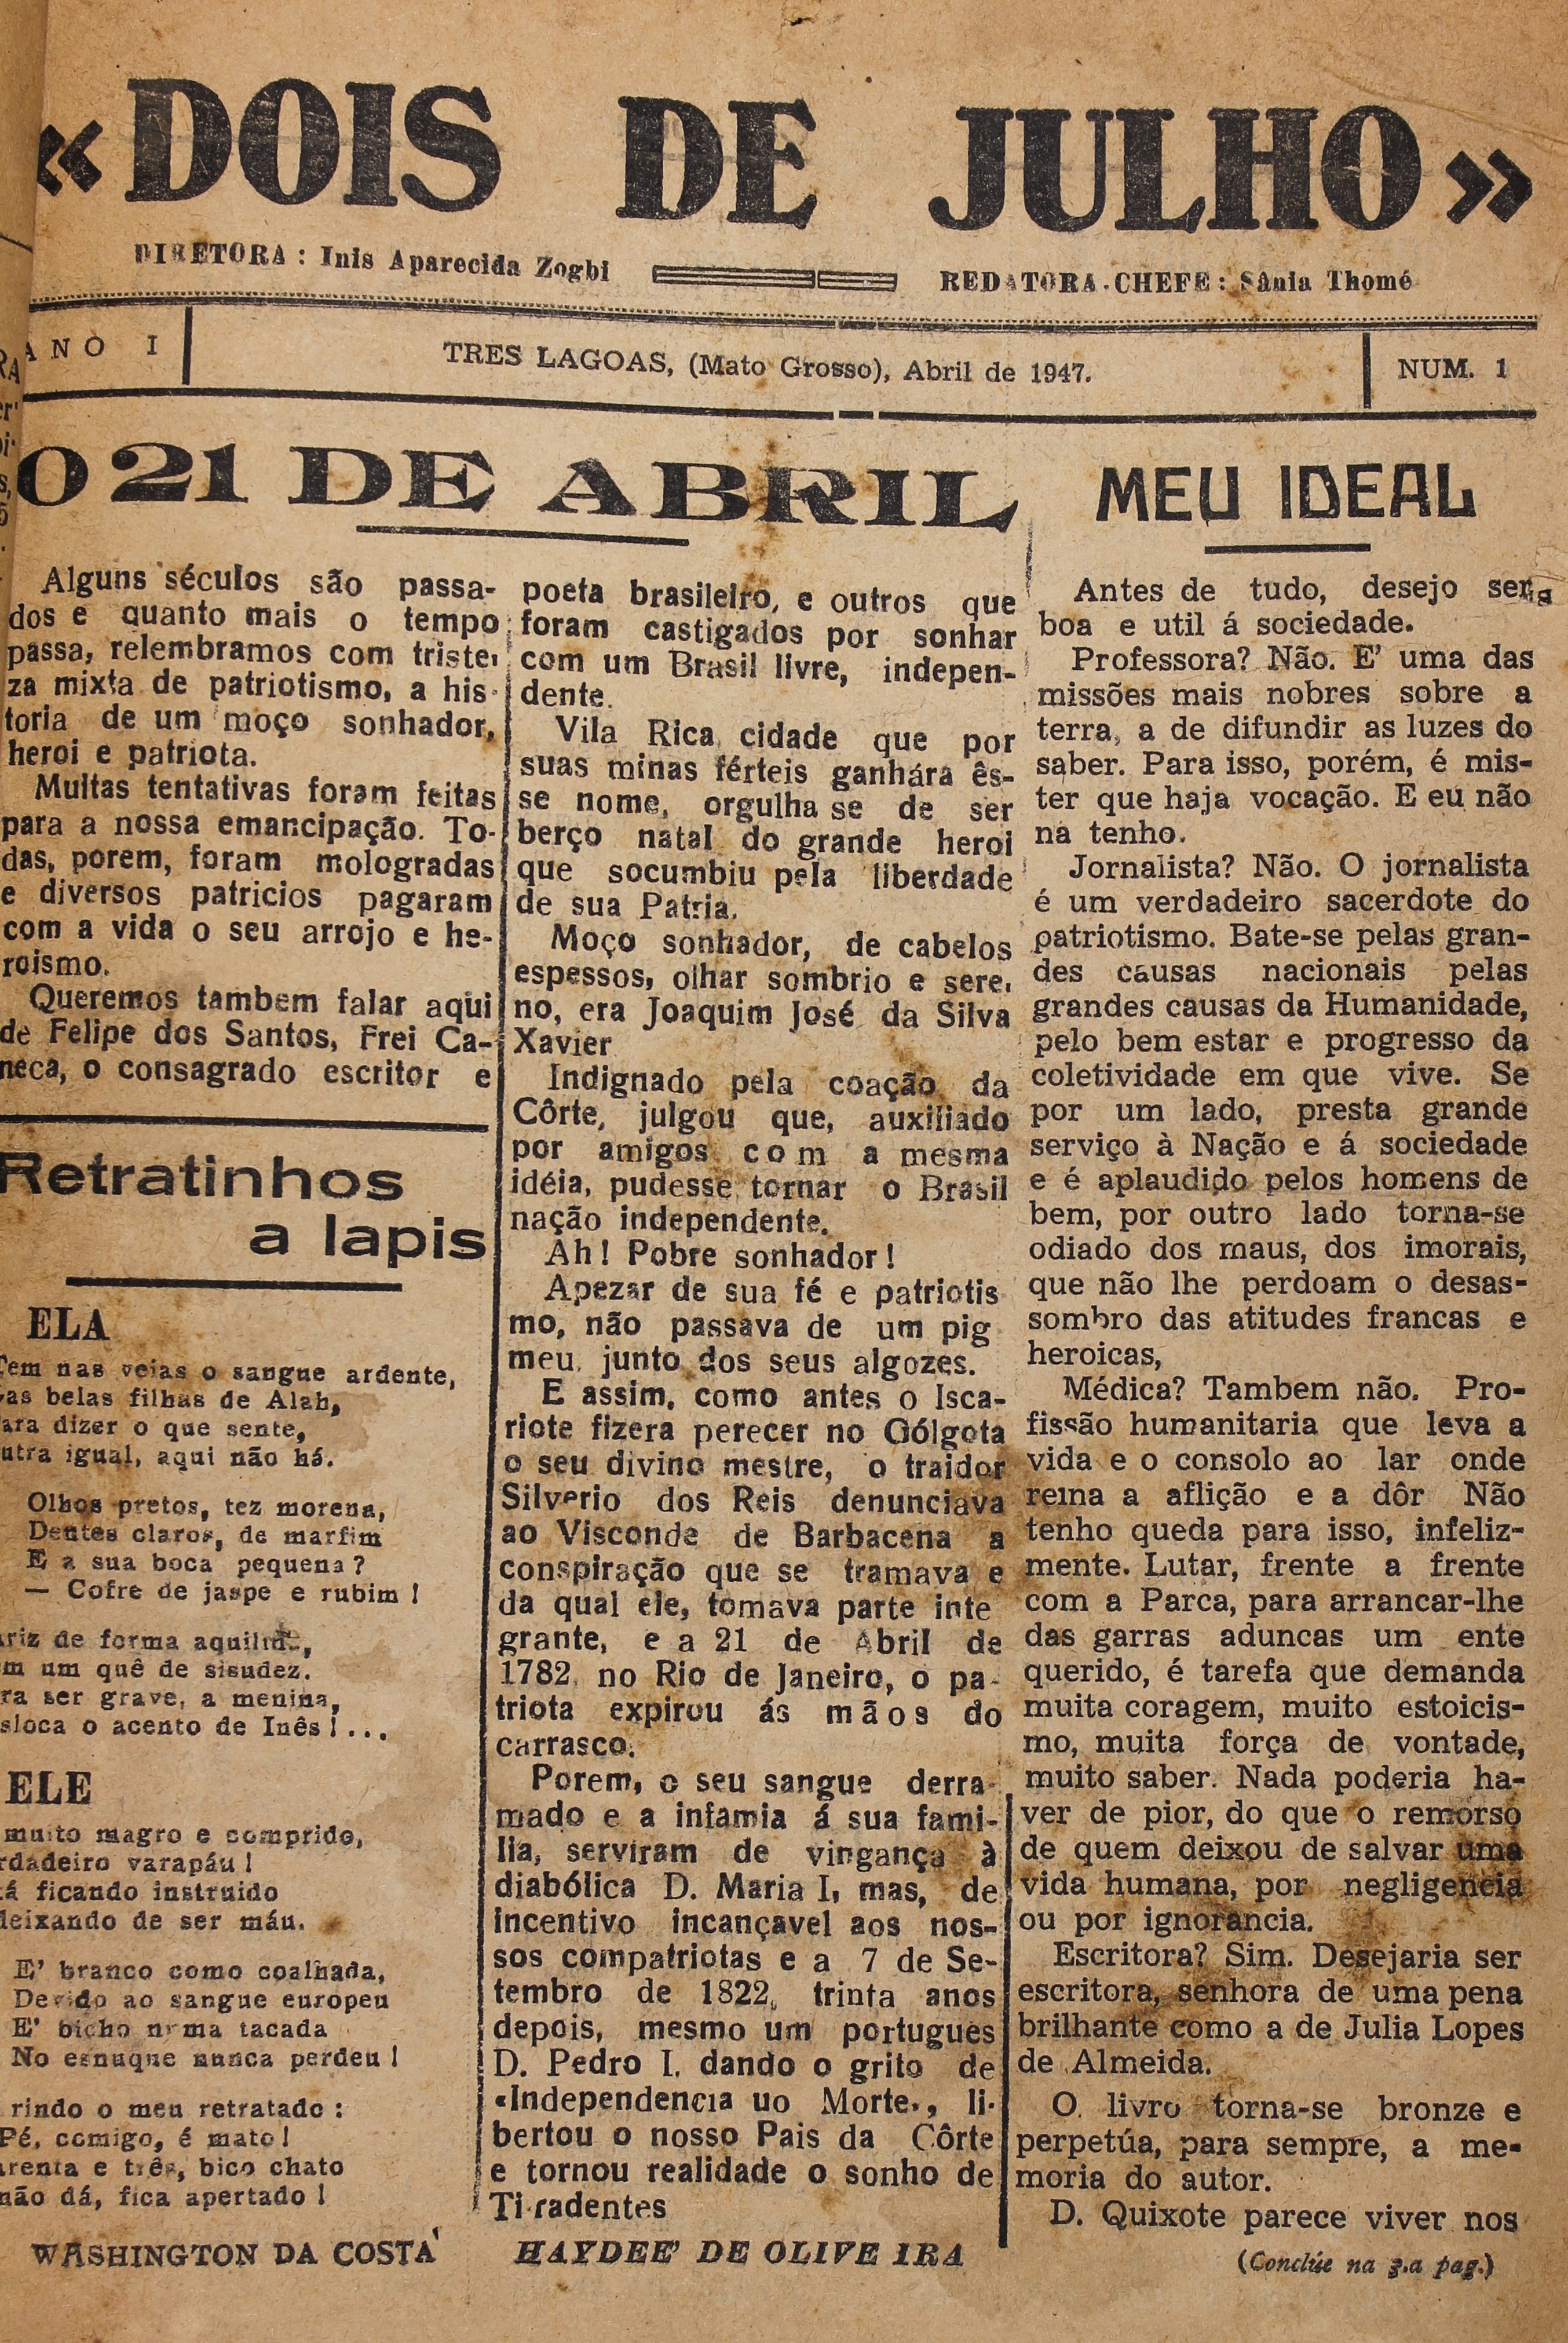 « DOIS DE JULHO »
DIRETORA : Inis Aparecida Zogbi
REDATORA-CHEFE : Sânia Thomé
ANO I
TRES LAGOAS, (Mato Grosso), Abril de 1947.
NUM. 1
O 21 DE ABRIL
Alguns séculos são passa-
dos e quanto mais o tempo
passa, relembramos com triste-
za mixta de patriotismo, a his-
toria de um moço sonhador,
heroi e patriota.
Muitas tentativas foram feitas
para a nossa emancipação. To-
das, porem, foram mologradas
e diversos patricios pagaram
com a vida o seu arrojo e he-
roismo.
Queremos tambem falar aqui
de Felipe dos Santos, Frei Ca-
neca, o consagrado escritor e
poeta brasileiro, e outros que
foram castigados por sonhar
com um Brasil livre, indepen-
dente.
Vila Rica, cidade que por
suas minas férteis ganhára ês-
se nome, orgulha se de ser
berço natal do grande heroi
que socumbiu pela liberdade
de sua Patria.
Moço sonhador, de cabelos
espessos, olhar sombrio e sere-
no, era Joaquim José da Silva
Xavier
Indignado pela coação da
Côrte, julgou que, auxiliado
por amigos com a mesma
idéia, pudesse tornar o Brasil
nação independente.
Ah! Pobre sonhador!
Apezar de sua fé e patriotis
mo, não passava de um pig
meu, junto dos seus algozes.
E assim, como antes o Isca-
riote fizera perecer no Gólgota
o seu divino mestre, o traidor
Silverio dos Reis denunciava
ao Visconde de Barbacena a
conspiração que se tramava e
da qual ele, tomava parte inte
grante, e a 21 de Abril de
1782, no Rio de Janeiro, o pa-
triota expirou ás mãos do
carrasco.
Porem, o seu sangue derra-
mado e a infamia á sua fami-
lia, serviram de vingança à
diabólica D. Maria I, mas, de
incentivo incançavel aos nos-
sos compatriotas e a 7 de Se-
tembro de 1822, trinta anos
depois, mesmo um portugues
D. Pedro I, dando o grito de
«Independencia uo Morte., li-
bertou o nosso Pais da Côrte
e tornou realidade o sonho de
Tiradentes
HAYDEE' DE OLIVEIRA
Retratinhos
a lapis
ELA
Tem nas veias o sangue ardente,
belas filhas de Alah,
dizer o que sente,
igual, aqui não há.
Olhos pretos, tez morena,
Dentes claros, de marfim
E a sua boca pequena?
— Cofre de jaspe e rubim!
de forma
um quê de sisudez.
ser grave, a menina,
o acento de Inês!...
ELE
muito magro e comprido,
varapáu!
ficando instruido
deixando de ser máu.
E' branco como coalhada,
Devido ao sangue europeu
E' bicho numa tacada
No esnuque nunca perdeu!
rindo o meu retratado:
Pé, comigo, é mato!
e três, bico chato
não dá, fica apertado!
WASHINGTON DA COSTA
MEU IDEAL
Antes de tudo, desejo ser
boa e util á sociedade.
Professora? Não. E' uma das
missões mais nobres sobre a
terra, a de difundir as luzes do
saber. Para isso, porém, é mis-
ter que haja vocação. E eu não
na tenho.
Jornalista? Não. O jornalista
é um verdadeiro sacerdote do
patriotismo. Bate-se pelas gran-
des causas nacionais pelas
grandes causas da Humanidade,
pelo bem estar e progresso da
coletividade em que vive. Se
por um lado, presta grande
serviço à Nação e á sociedade
e é aplaudido pelos homens de
bem, por outro lado torna-se
odiado dos maus, dos imorais,
que não lhe perdoam o desas-
sombro das atitudes francas e
heroicas,
Médica? Tambem não. Pro-
fissão humanitaria que leva a
vida e o consolo ao lar onde
reina a aflição e a dôr Não
tenho queda para isso, infeliz-
mente. Lutar, frente a frente
com a Parca, para arrancar-lhe
das garras aduncas um ente
querido, é tarefa que demanda
muita coragem, muito estoicis-
mo, muita força de vontade,
muito saber. Nada poderia ha-
ver de pior, do que o remorso
de quem deixou de salvar uma
vida humana, por negligencia
ou por ignorancia.
Escritora? Sim. Desejaria ser
escritora, senhora de uma pena
brilhante como a de Julia Lopes
de Almeida.
O livro torna-se bronze e
perpetúa, para sempre, a me-
moria do autor.
D. Quixote parece viver nos
(Conclúe na 3.a pag.)